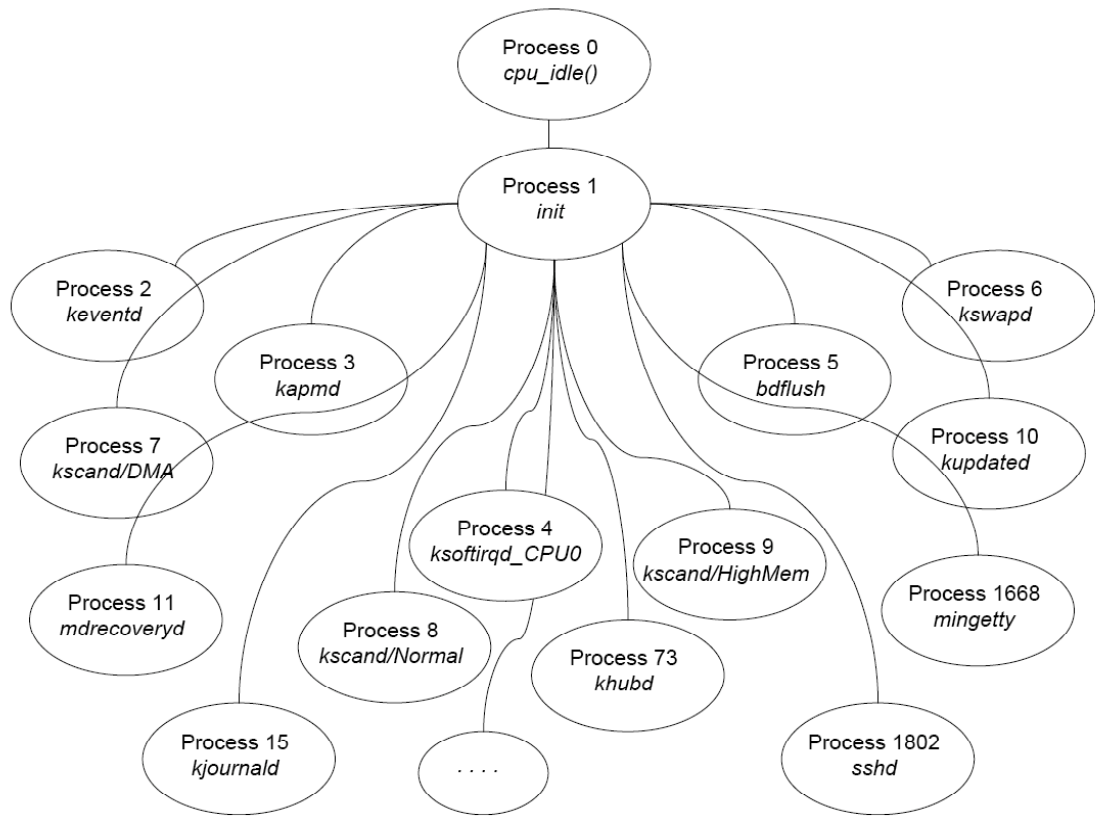 Process 0
cpu_idle()
Process 1
init
Process 2
keventd
Process 6
kswapd
Process 3
kapmd
Process 5
bdflush
Process 7
kscand/DMA
Process 10
kupdated
Process 4
ksoftirqd_CPU0
Process 9
kscand/HighMem
Process 11
mdrecoveryd
Process 1668
mingetty
Process 8
kscand/Normal
Process 73
khubd
Process 15
kjournald
. . . .
Process 1802
sshd